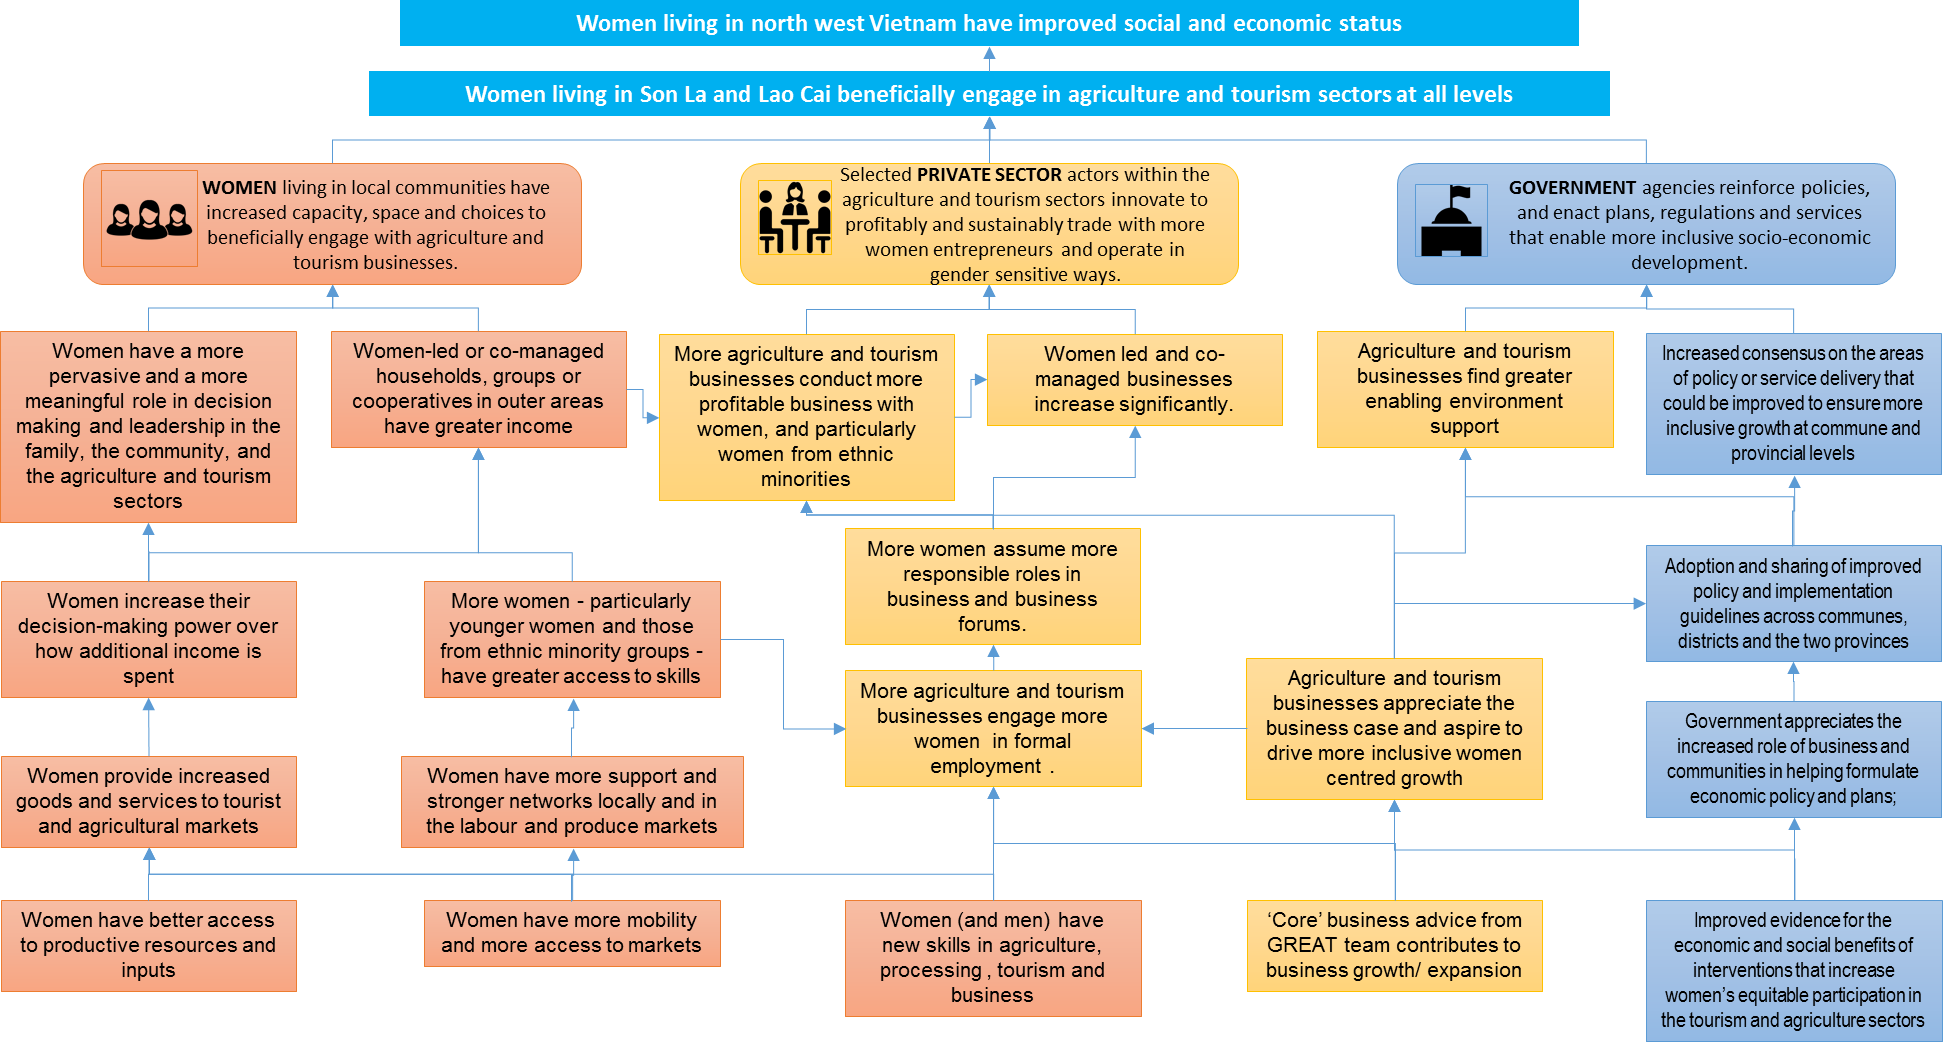 Women living in north west Vietnam have improved social and economic status
Women living in Son La and Lao Cai beneficially engage in agriculture and tourism sectors at all levels
WOMEN living in local communities have
increased capacity, space and choices to
beneficially engage with agriculture and
tourism businesses.
Selected PRIVATE SECTOR actors within the
agriculture and tourism sectors innovate to
profitably and sustainably trade with more
women entrepreneurs and operate in
gender sensitive ways.
GOVERNMENT agencies reinforce policies,
and enact plans, regulations and services
that enable more inclusive socio-economic
development.
Women have a more
pervasive and a more
meaningful role in decision
making and leadership in the
family, the community, and
the agriculture and tourism
sectors
Women-led or co-managed
households, groups or
cooperatives in outer areas
have greater income
More agriculture and tourism
businesses conduct more
profitable business with
women, and particularly
women from ethnic
minorities
Women led and co-
managed businesses
increase significantly.
Agriculture and tourism
businesses find greater
enabling environment
support
Increased consensus on the areas
of policy or service delivery that
could be improved to ensure more
inclusive growth at commune and
provincial levels
Women increase their
decision-making power over
how additional income is
spent
More women - particularly
younger women and those
from ethnic minority groups -
have greater access to skills
More women assume more
responsible roles in
business and business
forums.
Adoption and sharing of improved
policy and implementation
guidelines across communes,
districts and the two provinces
More agriculture and tourism
businesses engage more
women in formal
employment .
Agriculture and tourism
businesses appreciate the
business case and aspire to
drive more inclusive women
centred growth
Government appreciates the
increased role of business and
communities in helping formulate
economic policy and plans;
Women provide increased
goods and services to tourist
and agricultural markets
Women have more support and
stronger networks locally and in
the labour and produce markets
Women have better access
to productive resources and
inputs
Women have more mobility
and more access to markets
Women (and men) have
new skills in agriculture,
processing , tourism and
business
‘Core’ business advice from
GREAT team contributes to
business growth/ expansion
Improved evidence for the
economic and social benefits of
interventions that increase
women’s equitable participation in
the tourism and agriculture sectors